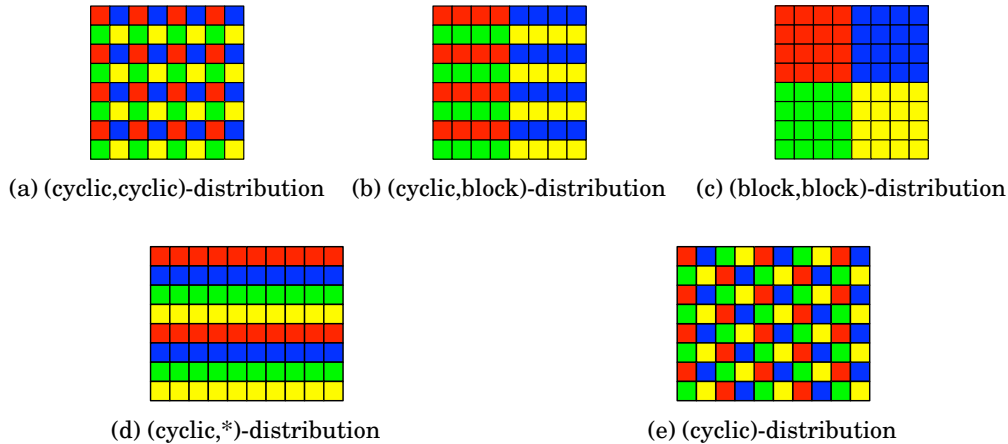 (a) (cyclic,cyclic)-distribution
(b) (cyclic,block)-distribution
(c) (block,block)-distribution
(d) (cyclic,*)-distribution
(e) (cyclic)-distribution